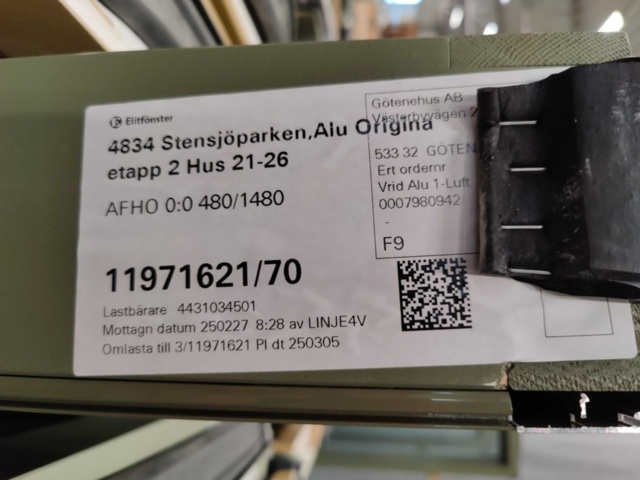 Elitfönster
4834 Stensjöparken,Alu Origina
etapp 2 Hus 21-26
AFHO 0:0 480/1480
11971621/70
Lastbärare 4431034501
Mottagn datum 250227 8:28 av LINJE4V
Omlasta till 3/11971621 Pl dt 250305
Götenehus AB
Västerbyvägen
533 32 GÖTEN
Ert ordernr
Vrid Alu 1-Luft
0007980942
-
F9